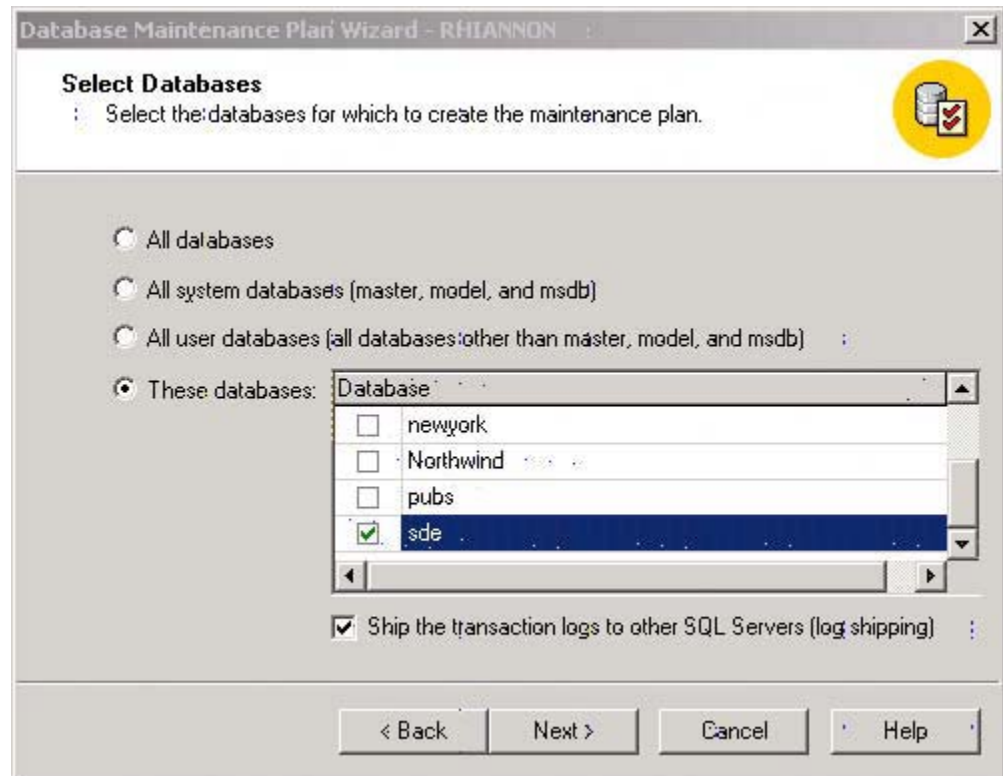 Database Maintenance Plan Wizard - RHIANNON
Select Databases
Select the databases for which to create the maintenance plan.
All databases
All system databases (master, model, and msdb)
All user databases (all databases other than master, model, and msdb)
These databases:
Database
newyork
Northwind
pubs
sde
Ship the transaction logs to other SQL Servers (log shipping)
< Back
Next >
Cancel
Help